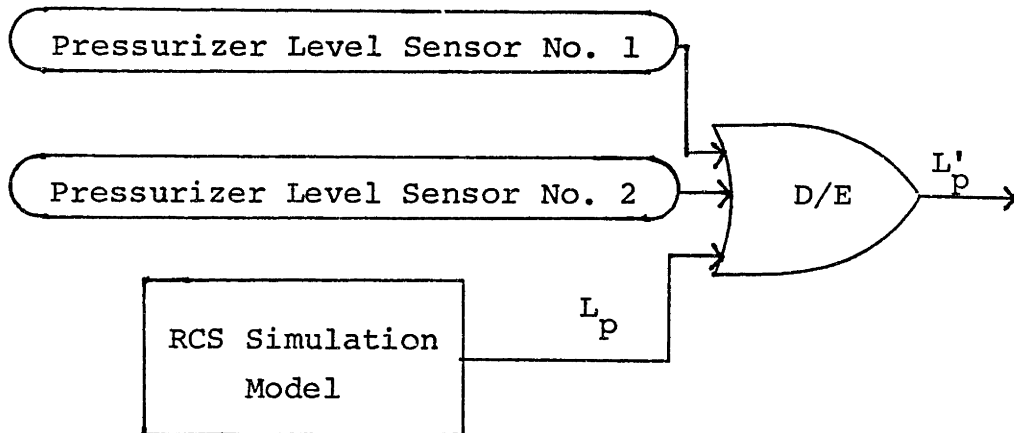 Pressurizer Level Sensor No. 1
Pressurizer Level Sensor No. 2
D/E
L'p
Lp
RCS Simulation
Model